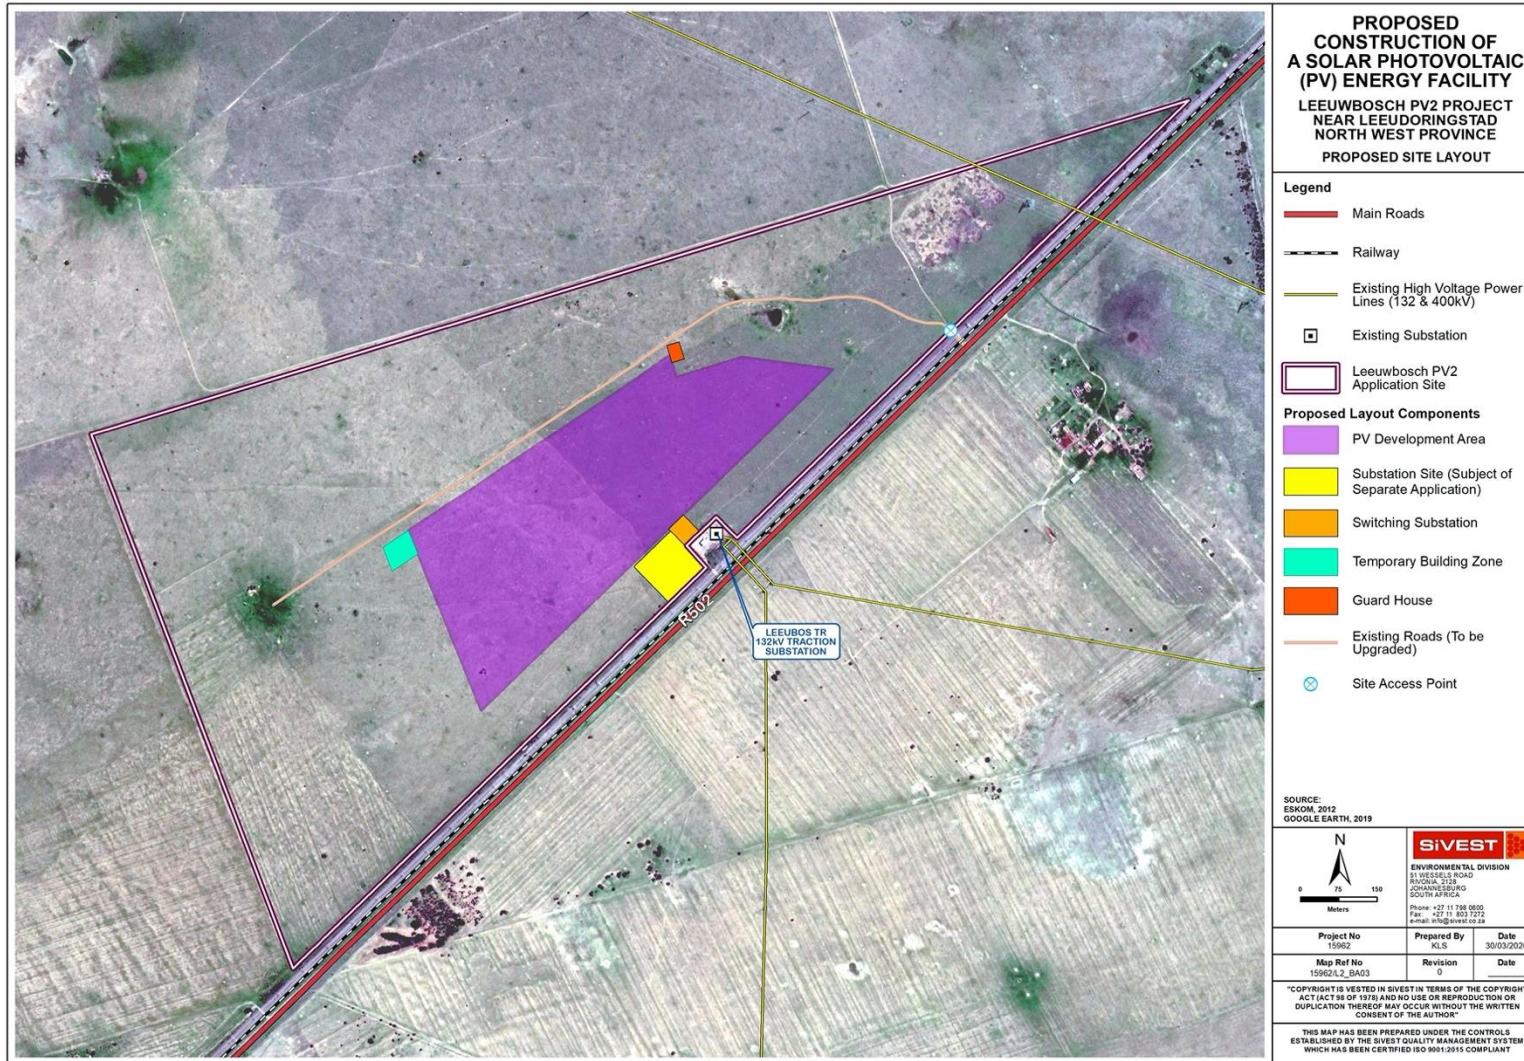 PROPOSED
CONSTRUCTION OF
A SOLAR PHOTOVOLTAIC
(PV) ENERGY FACILITY
LEEUWBOSCH PV2 PROJECT
NEAR LEEUDORINGSTAD
NORTH WEST PROVINCE
PROPOSED SITE LAYOUT
Legend
Main Roads
Railway
Existing High Voltage Power
Lines (132 & 400kV)
Existing Substation
Leeuwbosch PV2
Application Site
Proposed Layout Components
PV Development Area
Substation Site (Subject of
Separate Application)
Switching Substation
Temporary Building Zone
Guard House
Existing Roads (To be
Upgraded)
Site Access Point
R502
LEEUBOS TR
132kV TRACTION
SUBSTATION
SOURCE:
ESKOM, 2012
GOOGLE EARTH, 2019
N
0 75 150
Meters
SiVEST
ENVIRONMENTAL DIVISION
51 WESSELS ROAD
RIVONIA, 2128
JOHANNESBURG
SOUTH AFRICA
Phone: +27 11 798 0600
Fax: +27 11 803 7272
e-mail: info@sivest.co.za
Project No
15962
Prepared By
KLS
Date
30/03/202
Map Ref No
15962/L2_BA03
Revision
0
Date
"COPYRIGHT IS VESTED IN SiVEST IN TERMS OF THE COPYRIGHT
ACT (ACT 98 OF 1978) AND NO USE OR REPRODUCTION OR
DUPLICATION THEREOF MAY OCCUR WITHOUT THE WRITTEN
CONSENT OF THE AUTHOR"
THIS MAP HAS BEEN PREPARED UNDER THE CONTROLS
ESTABLISHED BY THE SIVEST QUALITY MANAGEMENT SYSTEM
WHICH HAS BEEN CERTIFIED ISO 9001:2015 COMPLIANT